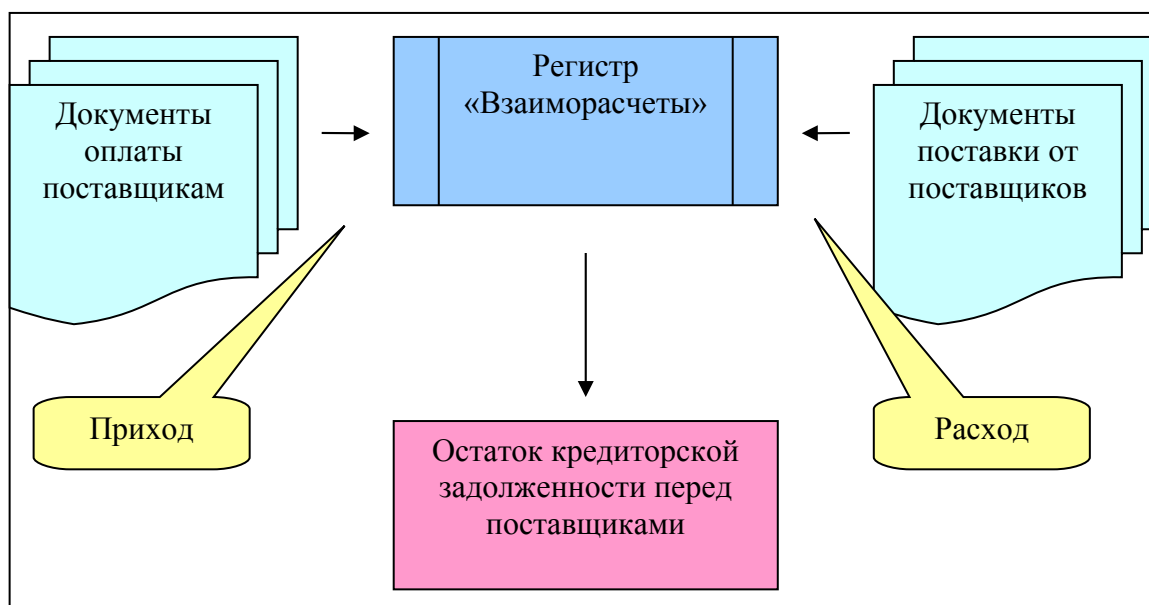 Документы
оплаты
поставщикам
Регистр
«Взаиморасчеты»
Документы
поставки от
поставщиков
Приход
Расход
Остаток кредиторской
задолженности перед
поставщиками